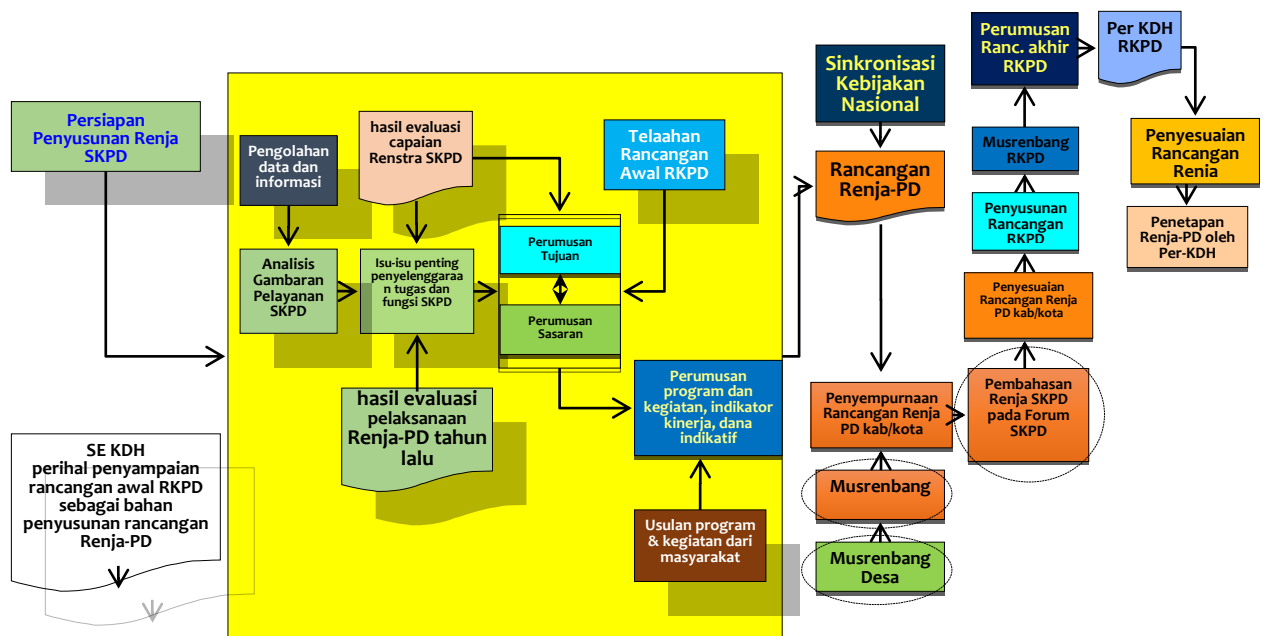 Persiapan
Penyusunan Renja
SKPD
SE KDH
perihal penyampaian
rancangan awal RKPD
sebagai bahan
penyusunan rancangan
Renja-PD
Pengolahan
data dan
informasi
hasil evaluasi
capaian
Renstra SKPD
Telaahan
Rancangan
Awal RKPD
Analisis
Gambaran
Pelayanan
SKPD
Isu-isu penting
penyelenggaraa
n tugas dan
fungsi SKPD
Perumusan
Tujuan
Perumusan
Sasaran
hasil evaluasi
pelaksanaan
Renja-PD tahun
lalu
Perumusan
program dan
kegiatan, indikator
kinerja, dana
indikatif
Usulan program
& kegiatan dari
masyarakat
Sinkronisasi
Kebijakan
Nasional
Rancangan
Renja-PD
Penyempurnaan
Rancangan Renja
PD kab/kota
Musrenbang
Musrenbang
Desa
Pembahasan
Renja SKPD
pada Forum
SKPD
Penyesuaian
Rancangan Renja
PD kab/kota
Penyusunan
Rancangan
RKPD
Musrenbang
RKPD
Perumusan
Ranc. akhir
RKPD
Per KDH
RKPD
Penyesuaian
Rancangan
Renia
Penetapan
Renja-PD oleh
Per-KDH